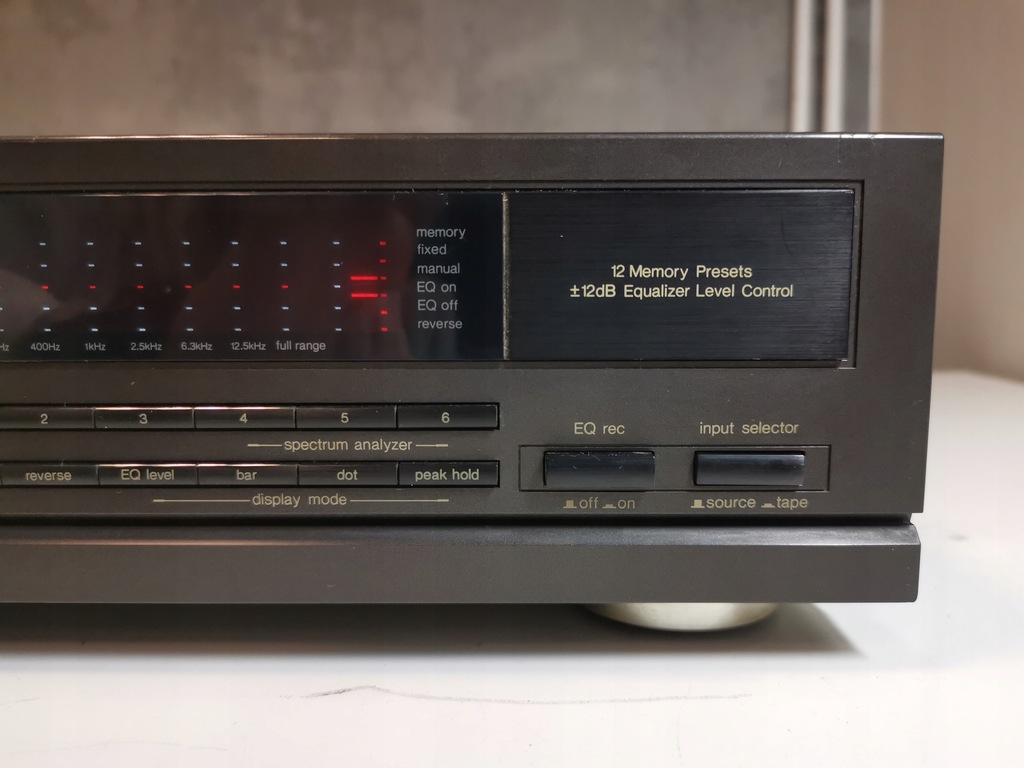 memory
fixed
manual
EQ on
EQ off
reverse
Hz 400Hz 1kHz 2.5kHz 6.3kHz 12.5kHz full range
12 Memory Presets
±12dB Equalizer Level Control
2 3 4 5 6
spectrum analyzer
reverse EQ level bar dot peak hold
display mode
EQ rec input selector
off on source tape